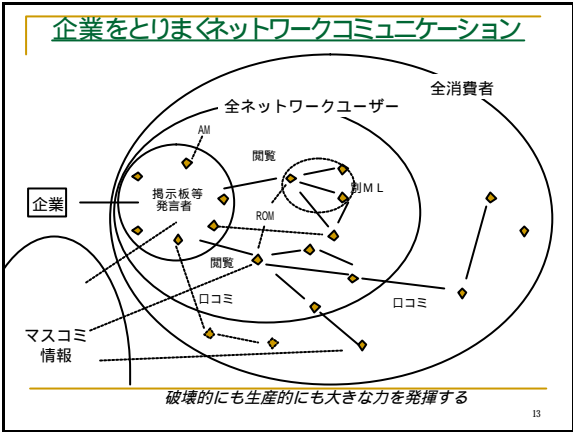 企業をとりまくネットワークコミュニケーション
全消費者
全ネットワークユーザー
AM
閲覧
掲示板等
発言者
別ML
企業
ROM
閲覧
口コミ
口コミ
マスコミ
情報
破壊的にも生産的にも大きな力を発揮する
13